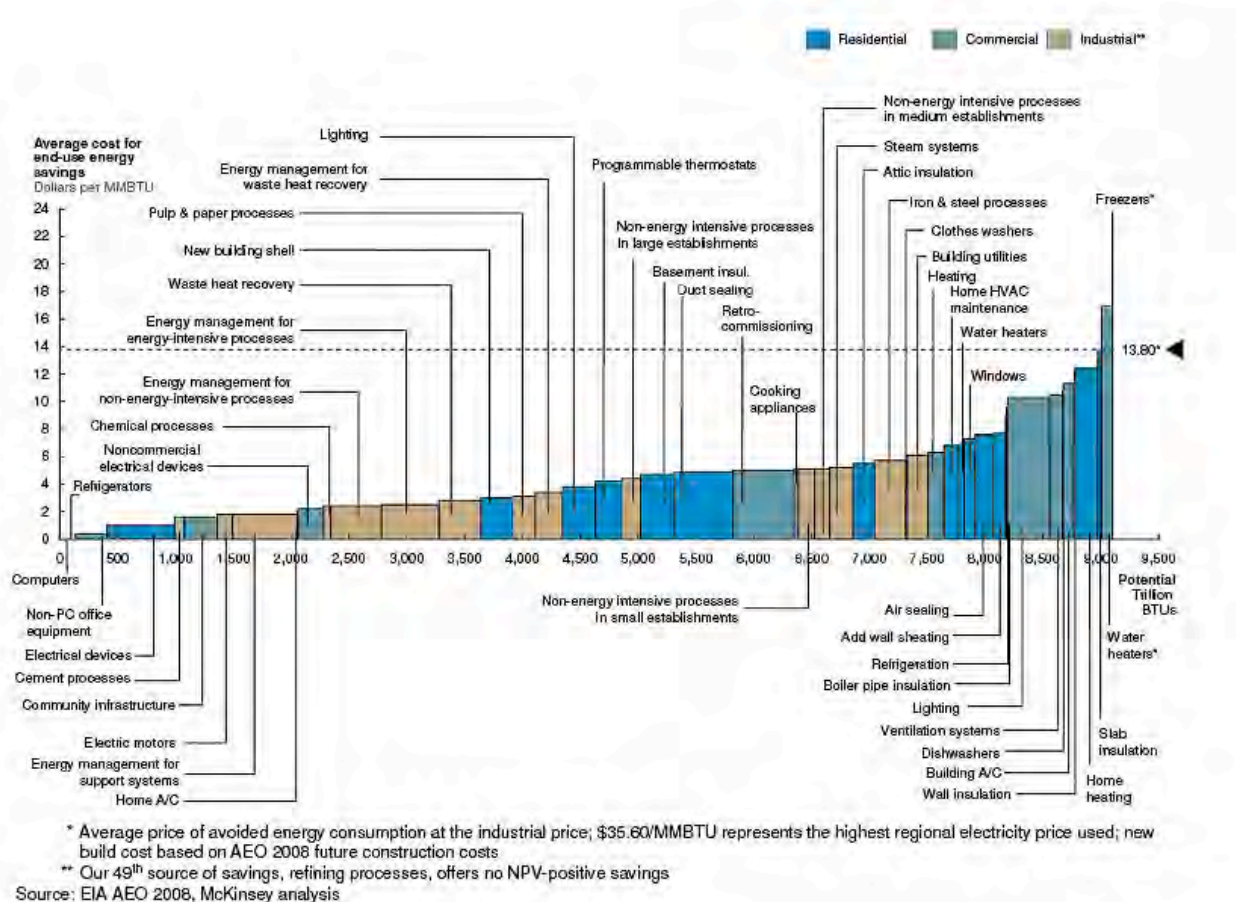 Residential
Commercial
Industrial**
Average cost for
end-use energy
savings
Dollars per MMBTU
24
22
20
18
16
14
12
10
8
6
4
2
0
Lighting
Energy management for
waste heat recovery
Pulp & paper processes
New building shell
Waste heat recovery
Energy management for
energy-intensive processes
Energy management for
non-energy-intensive processes
Chemical processes
Noncommercial
electrical devices
Refrigerators
Programmable thermostats
Non-energy intensive processes
In large establishments
Basement insul.
Duct sealing
Retro-
commissioning
Cooking
appliances
Non-energy intensive processes
in medium establishments
Steam systems
Attic insulation
Iron & steel processes
Clothes washers
Building utilities
Heating
Home HVAC
maintenance
Water heaters
Windows
Freezers*
13.80*
0
500
1,000
1,500
2,000
2,500
3,000
3,500
4,000
4,500
5,000
5,500
6,000
6,500
7,000
7,500
8,000
8,500
9,000
9,500
Potential
Trillion
BTUs
Computers
Non-PC office
equipment
Electrical devices
Cement processes
Community infrastructure
Electric motors
Energy management for
support systems
Home A/C
Non-energy intensive processes
In small establishments
Air sealing
Add wall sheating
Refrigeration
Boiler pipe insulation
Lighting
Ventilation systems
Dishwashers
Building A/C
Wall insulation
Water
heaters*
Slab
insulation
Home
heating
* Average price of avoided energy consumption at the industrial price; $35.60/MMBTU represents the highest regional electricity price used; new
build cost based on AEO 2008 future construction costs
** Our 49th source of savings, refining processes, offers no NPV-positive savings
Source: EIA AEO 2008, McKinsey analysis